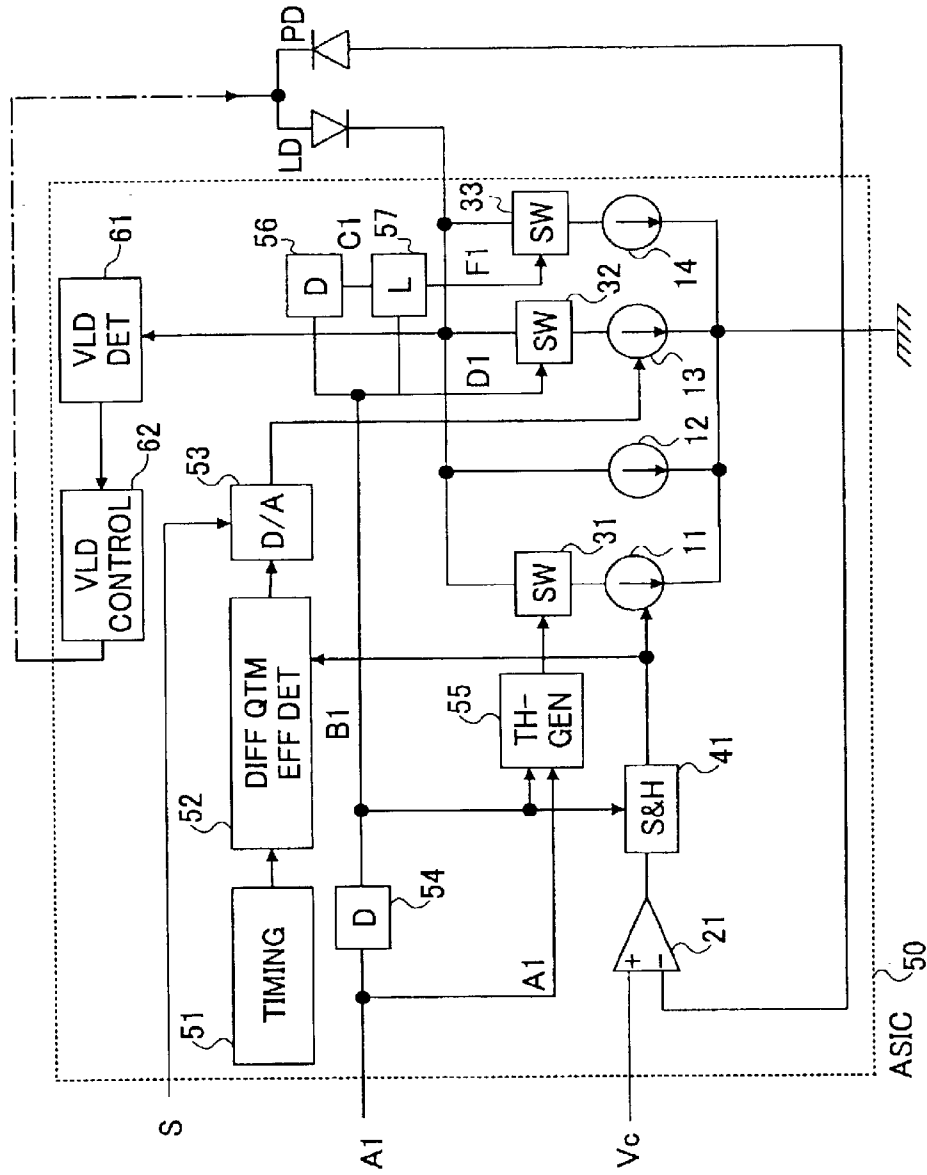 S
A1
Vc
TIMING
51
DIFF QTM
EFF DET
52
D/A
53
VLD
CONTROL
62
VLD
DET
61
D
54
B1
A1
TH-
GEN
55
S&H
41
+
−
21
SW
31
SW
32
SW
33
11
12
13
14
D
56
C1
L
57
D1
F1
LD
PD
50
ASIC